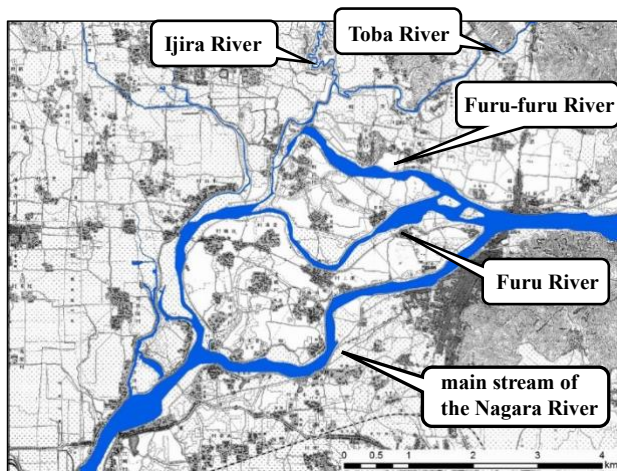 Ijira River
Toba River
Furu-furu River
Furu River
main stream of
the Nagara River
0 0.5 1 2 3 4
km